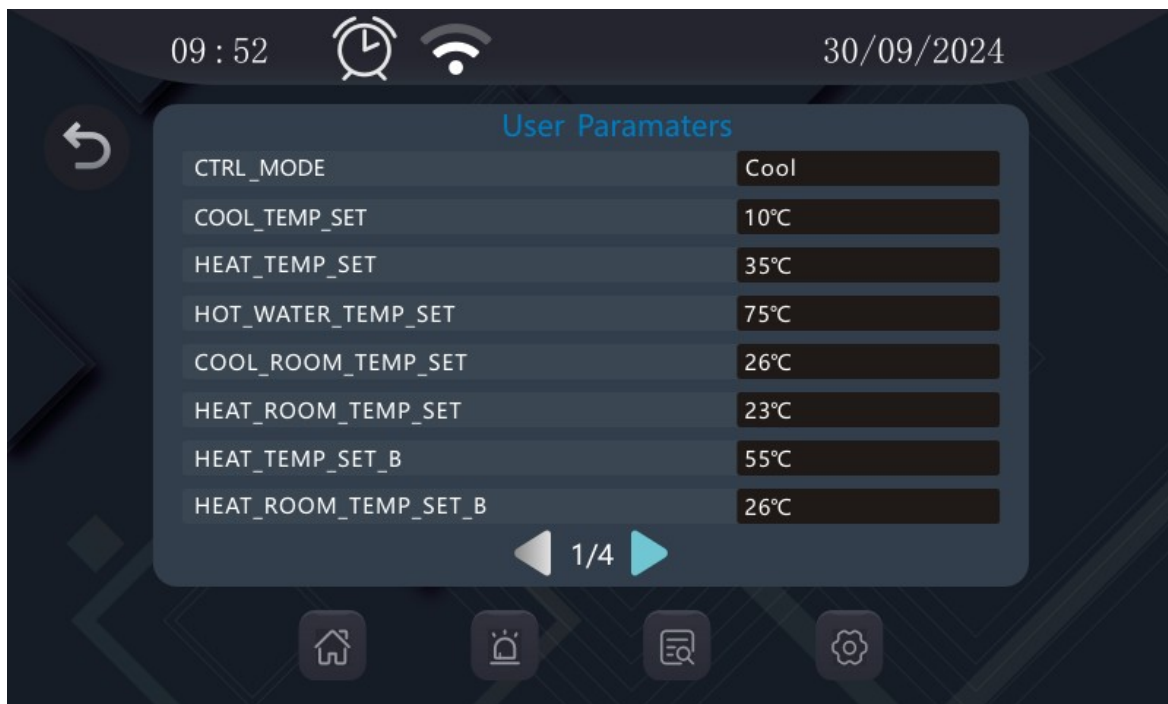 09 : 52 30/09/2024
User Paramaters
CTRL_MODE Cool
COOL_TEMP_SET 10℃
HEAT_TEMP_SET 35℃
HOT_WATER_TEMP_SET 75℃
COOL_ROOM_TEMP_SET 26℃
HEAT_ROOM_TEMP_SET 23℃
HEAT_TEMP_SET_B 55℃
HEAT_ROOM_TEMP_SET_B 26℃
1/4